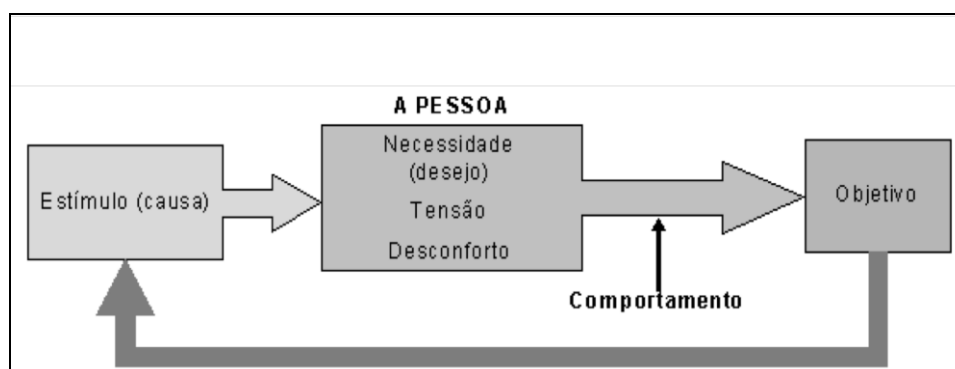 A PESSOA
Estímulo (causa)
Necessidade
(desejo)
Tensão
Desconforto
Objetivo
Comportamento